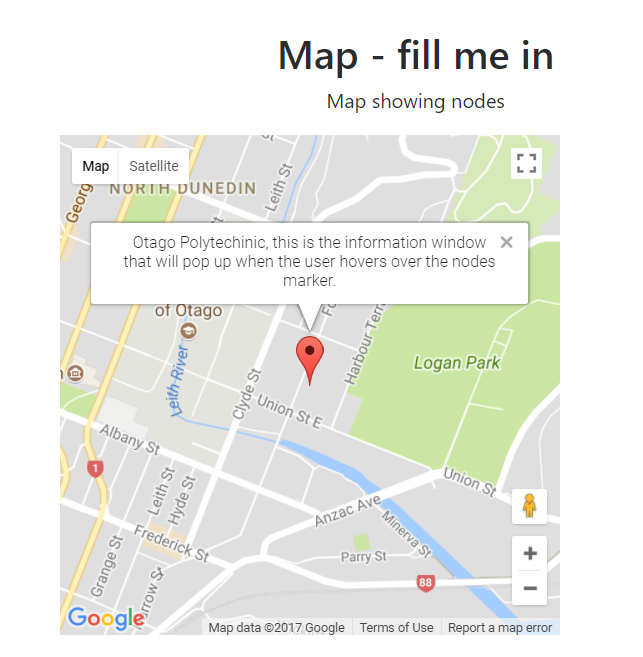 Map - fill me in
Map showing nodes
Map Satellite
NORTH DUNEDIN
Georg
Leith St
Otago Polytechinic, this is the information window
that will pop up when the user hovers over the nodes
marker.
of Otago
Harbour Terr
Logan Park
Leith River
Clyde St
Union St E
Albany St
1
Leith St
Hyde St
Union St
Anzac Ave
Minerva St
Frederick St
Parry St
Grange St
arrow St
88
Google
Map data ©2017 Google Terms of Use Report a map error